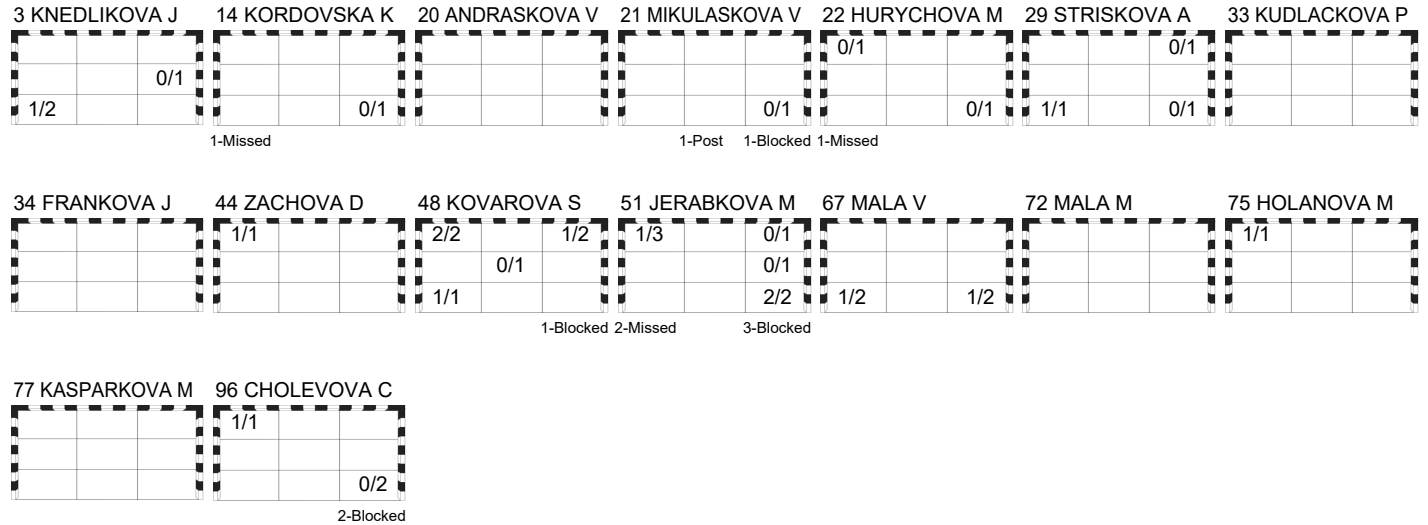 3 KNEDLIKOVA J 14 KORDOVSKA K 20 ANDRASKOVA V 21 MIKULASKOVA V 22 HURYCHOVA M 29 STRISKOVA A 33 KUDLACKOVA P
0/1 0/1
0/1
1/2 0/1 0/1 0/1 1/1 0/1
1-Missed 1-Post 1-Blocked 1-Missed
34 FRANKOVA J 44 ZACHOVA D 48 KOVAROVA S 51 JERABKOVA M 67 MALA V 72 MALA M 75 HOLANOVA M
1/1 2/2 1/2 1/3 0/1 1/1
0/1 0/1
1/1 2/2 1/2 1/2
1-Blocked 2-Missed 3-Blocked
77 KASPARKOVA M 96 CHOLEVOVA C
1/1
0/2
2-Blocked